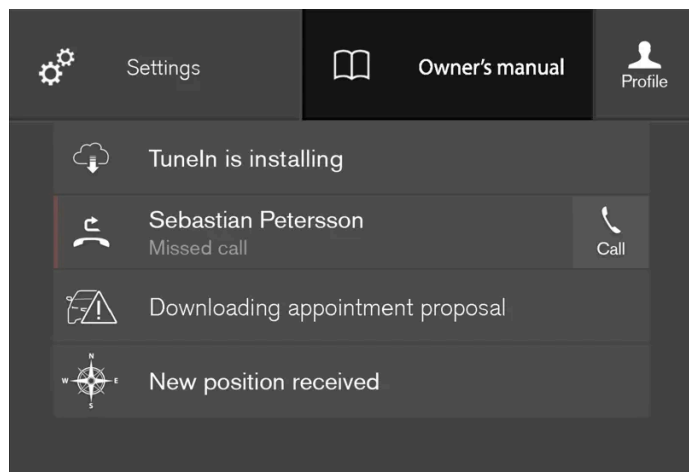 Settings
Owner's manual
Profile
TuneIn is installing
Sebastian Petersson
Missed call
Call
Downloading appointment proposal
N
W E
S
New position received